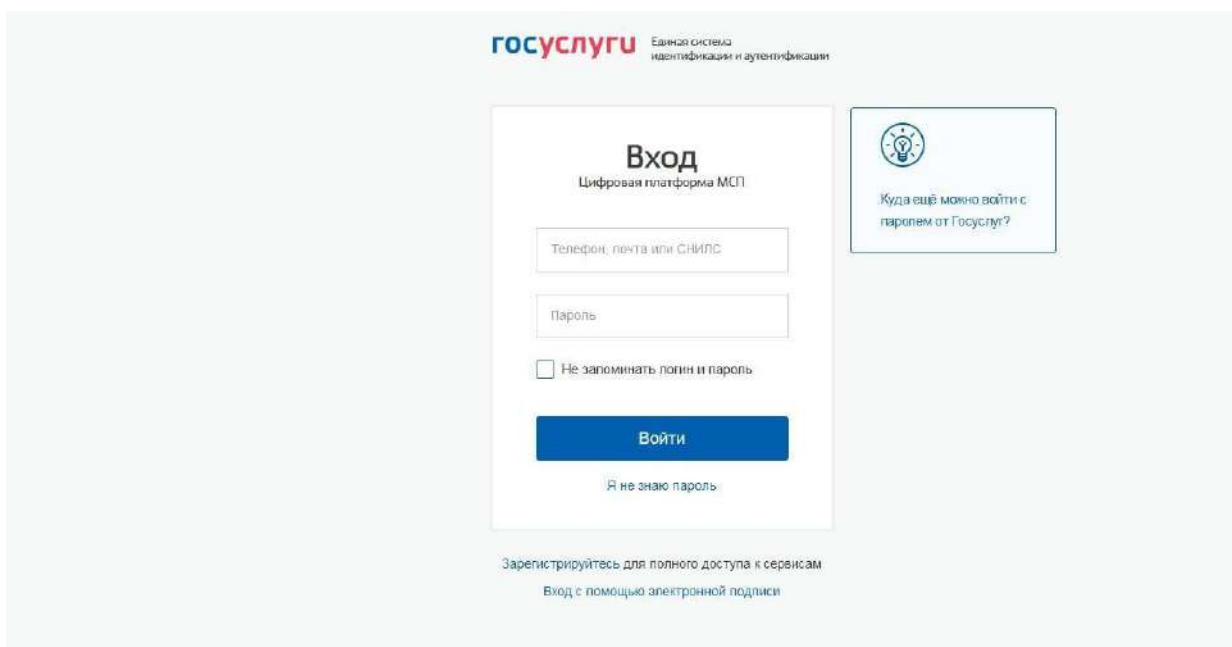 госуслуги
Единая система
идентификации и аутентификации
Вход
Цифровая платформа МСП
Телефон, почта или СНИЛС
Пароль
Не запоминать логин и пароль
Войти
Я не знаю пароль
Куда ещё можно войти с
паролем от Госуслуг?
Зарегистрируйтесь для полного доступа к сервисам
Вход с помощью электронной подписи